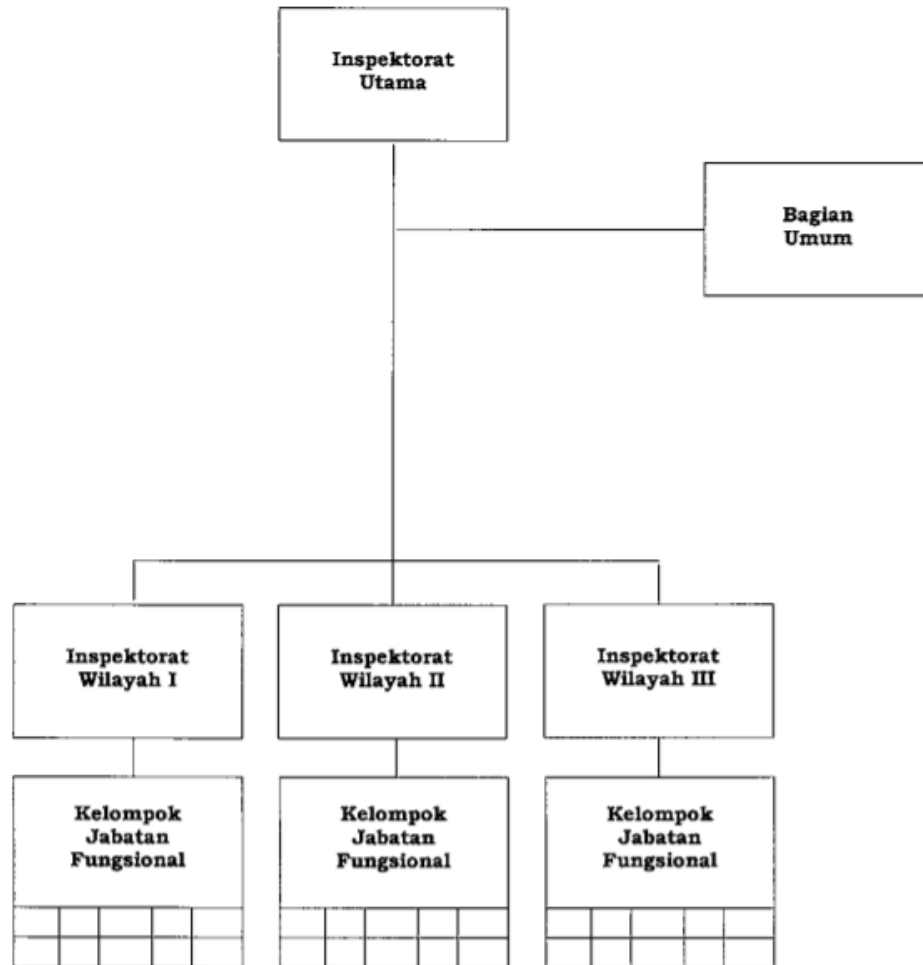 Inspektorat
Utama
Bagian
Umum
Inspektorat
Wilayah I
Inspektorat
Wilayah II
Inspektorat
Wilayah III
Kelompok
Jabatan
Fungsional
Kelompok
Jabatan
Fungsional
Kelompok
Jabatan
Fungsional